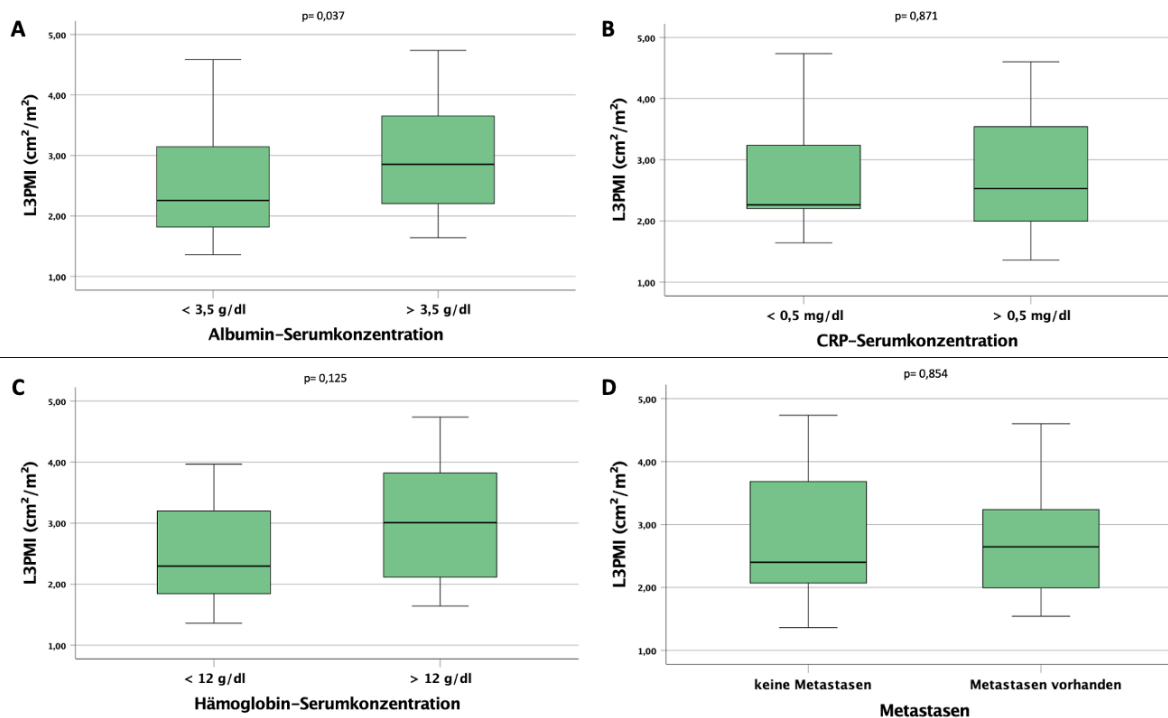 A
p= 0,037
L3PMI (cm²/m²)
5,00
4,00
3,00
2,00
1,00
< 3,5 g/dl
> 3,5 g/dl
Albumin-Serumkonzentration
B
p= 0,871
L3PMI (cm²/m²)
5,00
4,00
3,00
2,00
1,00
< 0,5 mg/dl
> 0,5 mg/dl
CRP-Serumkonzentration
C
p= 0,125
L3PMI (cm²/m²)
5,00
4,00
3,00
2,00
1,00
< 12 g/dl
> 12 g/dl
Hämoglobin-Serumkonzentration
D
p= 0,854
L3PMI (cm²/m²)
5,00
4,00
3,00
2,00
1,00
keine Metastasen
Metastasen vorhanden
Metastasen